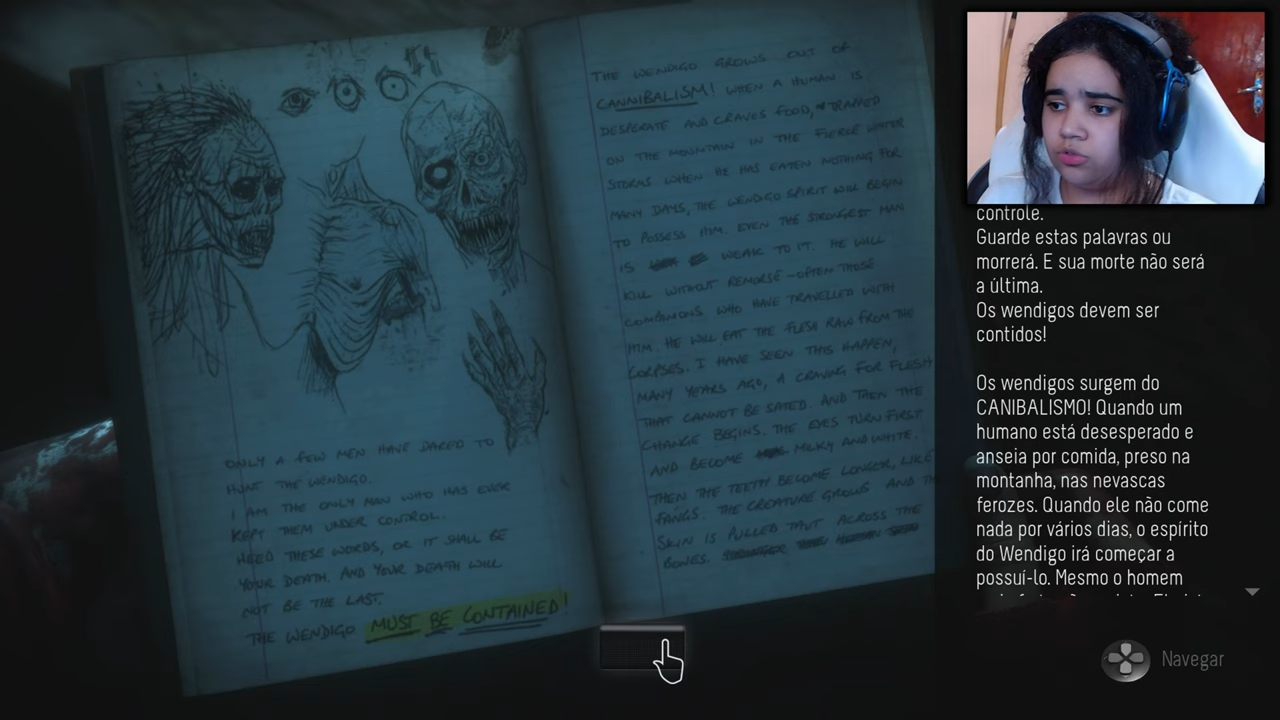 ONLY A FEW MEN HAVE DARED TO
HUNT THE WENDIGO.
I AM THE ONLY MAN WHO HAS EVER
KEPT THEM UNDER CONTROL.
HEED THESE WORDS, OR IT SHALL BE
YOUR DEATH. AND YOUR DEATH WILL
NOT BE THE LAST.
THE WENDIGO MUST BE CONTAINED!
THE WENDIGO GROWS OUT OF
CANNIBALISM! WHEN A HUMAN IS
DESPERATE AND CRAVES FOOD, TRAPPED
ON THE MOUNTAIN IN THE FIERCE WINTER
STORMS. WHEN HE HAS EATEN NOTHING FOR
MANY DAYS, THE WENDIGO SPIRIT WILL BEGIN
TO POSSESS HIM. EVEN THE STRONGEST MAN
IS WEAK TO IT. HE WILL
KILL WITHOUT REMORSE - OFTEN THOSE
COMPANIONS WHO HAVE TRAVELLED WITH
HIM. HE WILL EAT THE FLESH RAW FROM THE
CORPSES. I HAVE SEEN THIS HAPPEN,
MANY YEARS AGO, A CRAVING FOR FLESH
THAT CANNOT BE SATED. AND THEN THE
CHANGE BEGINS. THE EYES TURN FIRST
AND BECOME MILKY AND WHITE.
THEN THE TEETH BECOME LONGER, LIKE
FANGS. THE CREATURE GROWS AND
SKIN IS PULLED TAUT ACROSS THE
BONES.
controle.
Guarde estas palavras ou
morrerá. E sua morte não será
a última.
Os wendigos devem ser
contidos!
Os wendigos surgem do
CANIBALISMO! Quando um
humano está desesperado e
anseia por comida, preso na
montanha, nas nevascas
ferozes. Quando ele não come
nada por vários dias, o espírito
do Wendigo irá começar a
possuí-lo. Mesmo o homem
Navegar